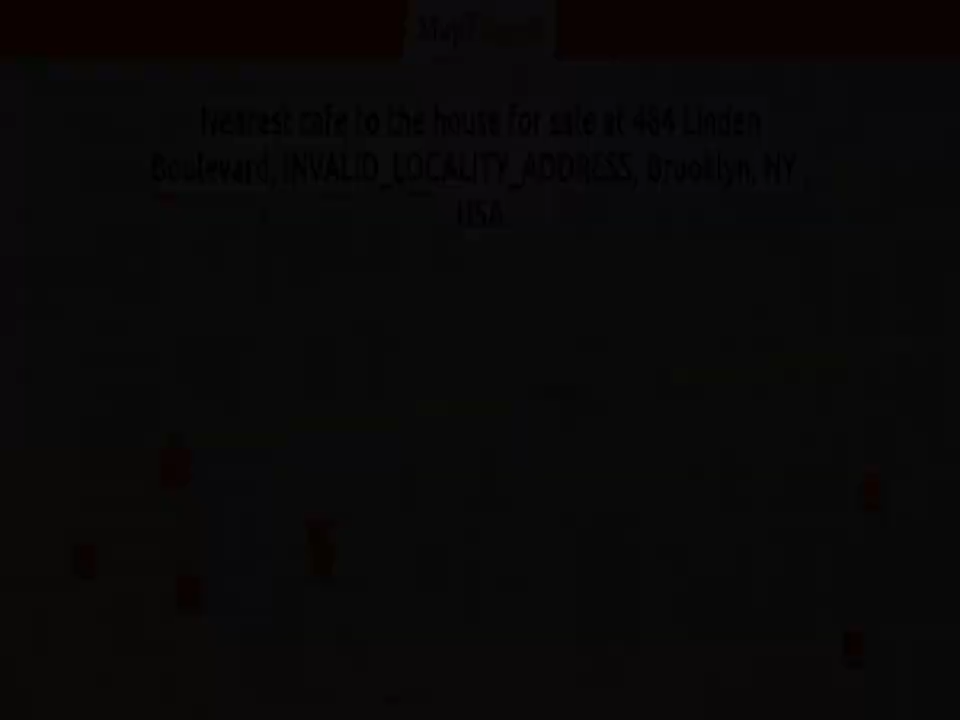 Nearest cafe to the house for sale at 484 Linden
Boulevard, INVALID_LOCALITY_ADDRESS, Brooklyn, NY
USA